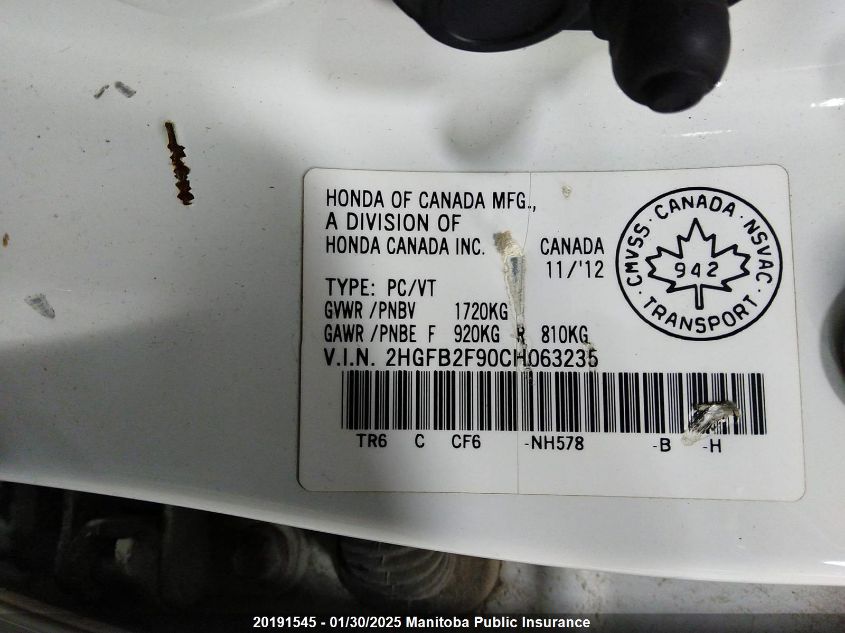 HONDA OF CANADA MFG.,
A DIVISION OF
HONDA CANADA INC. CANADA
11/'12
TYPE: PC/VT
GVWR /PNBV 1720KG
GAWR /PNBE F 920KG R 810KG
V.I.N. 2HGFB2F90CH063235
TR6 C CF6 -NH578 -B -H
CMVSS · CANADA · NSVAC ·
942
TRANSPORT
20191545 - 01/30/2025 Manitoba Public Insurance